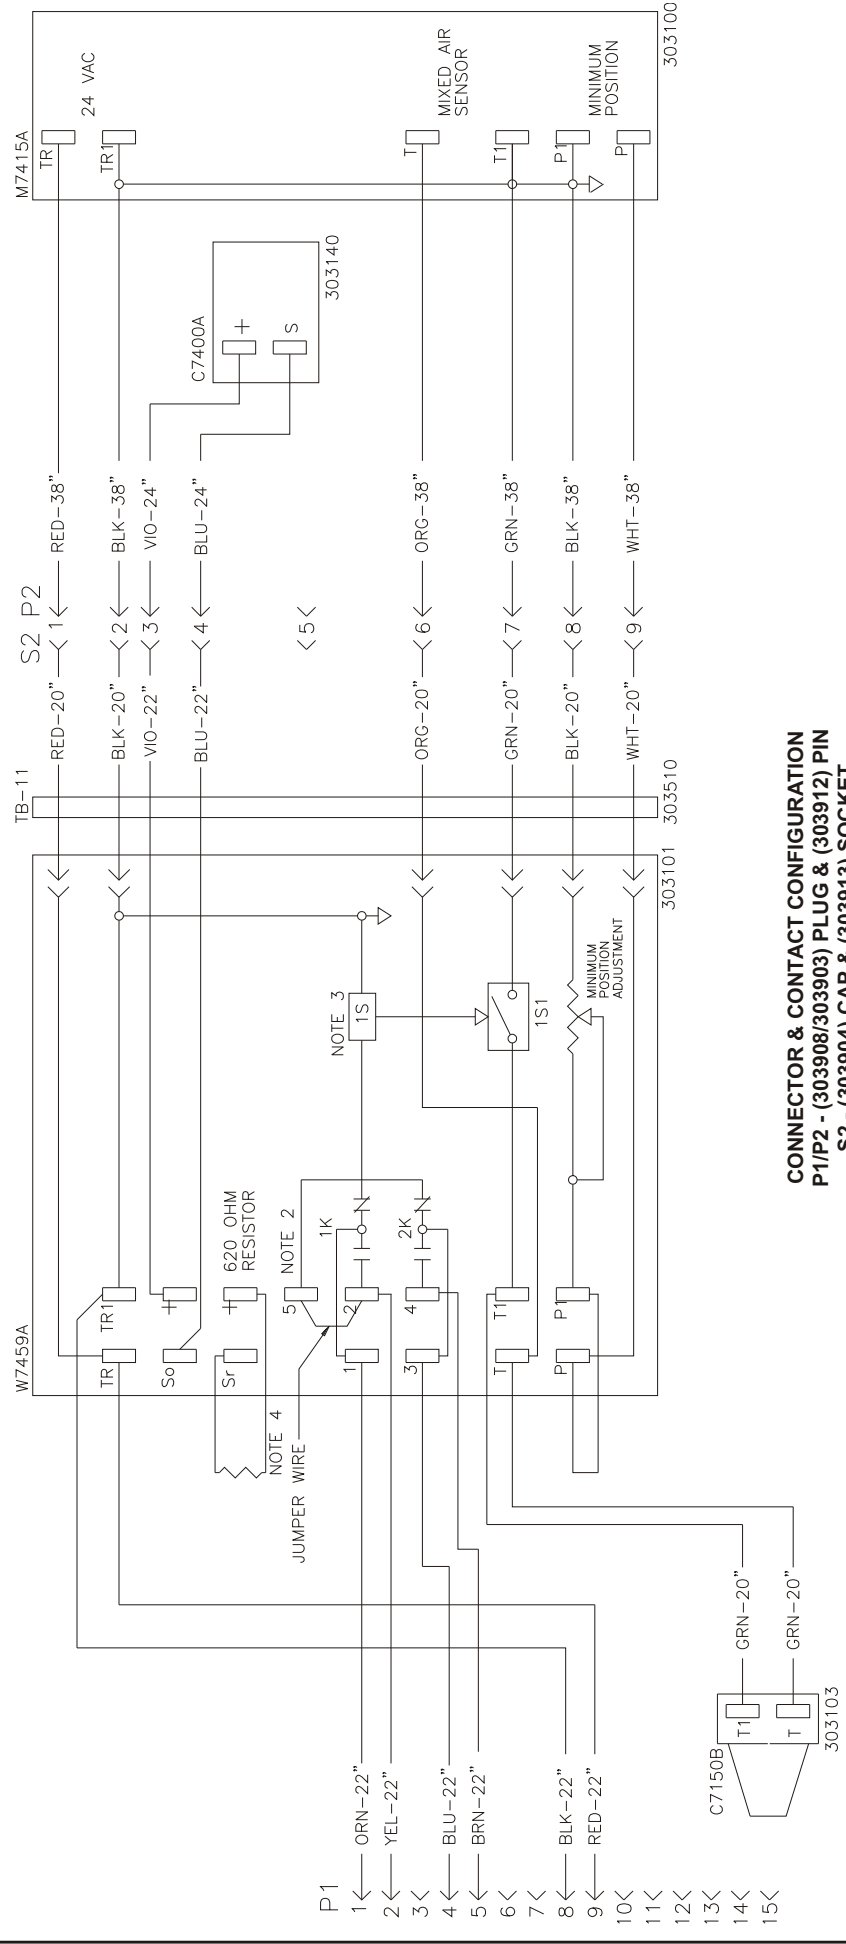 M7415A
TR
24 VAC
TR1
T
MIXED AIR
SENSOR
T1
P1
MINIMUM
POSITION
P
303100
C7400A
+
S
303140
S2 P2
RED-20” 1 RED-38”
BLK-20” 2 BLK-38”
VIO-22” 3 VIO-24”
BLU-22” 4 BLU-24”
5
ORG-20” 6 ORG-38”
GRN-20” 7 GRN-38”
BLK-20” 8 BLK-38”
WHT-20” 9 WHT-38”
TB-11
303510
W7459A
303101
TR
TR1
So
+
Sr
+
620 OHM
RESISTOR
NOTE 4
NOTE 2
5
JUMPER WIRE
1
2
1K
3
4
2K
NOTE 3
1S
1S1
T
T1
P
P1
MINIMUM
POSITION
ADJUSTMENT
P1
1 ORN-22”
2 YEL-22”
3
4 BLU-22”
5 BRN-22”
6
7
8 BLK-22”
9 RED-22”
10
11
12
13
14
15
C7150B
T1
T
GRN-20”
GRN-20”
303103
CONNECTOR & CONTACT CONFIGURATION
P1/P2 - (303908/303903) PLUG & (303912) PIN
S2 - (303904) CAP & (303913) SOCKET